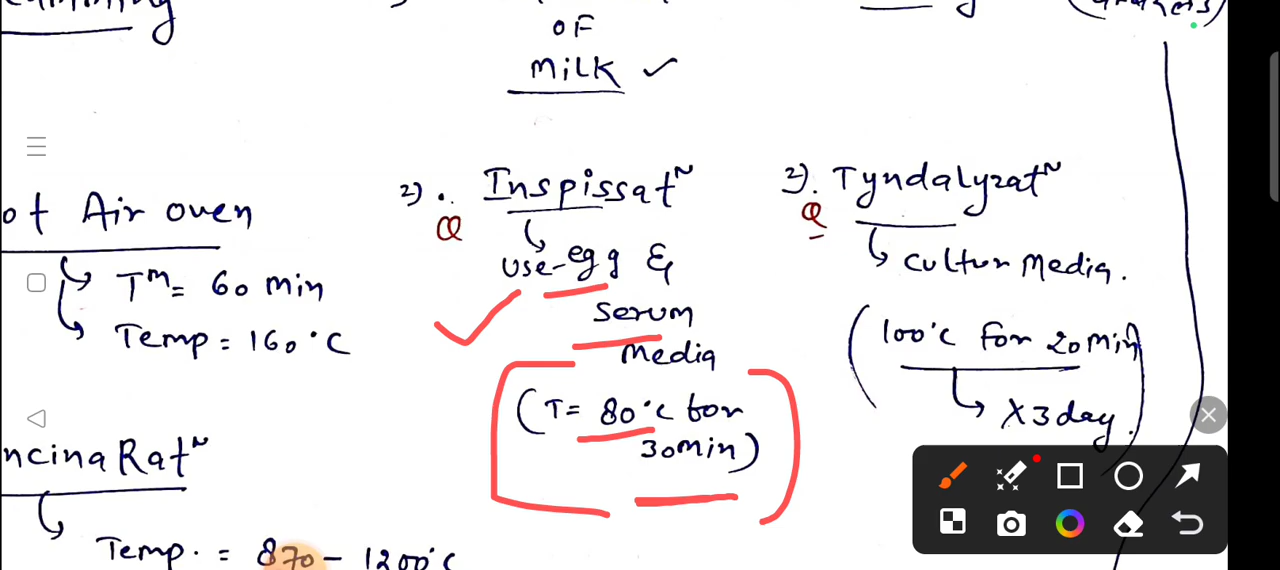 OF
MILK ✓
ot Air oven
Tᵐ= 60 min
Temp = 160°C
ncinaRatⁿ
Temp. = 870 - 1200°C
2) . Inspissatⁿ
Q
use-egg &
serum
media
(T= 80°C for
30min)
2). Tyndalyzatⁿ
Q
culture media.
(100°C for 20min)
X 3 day.